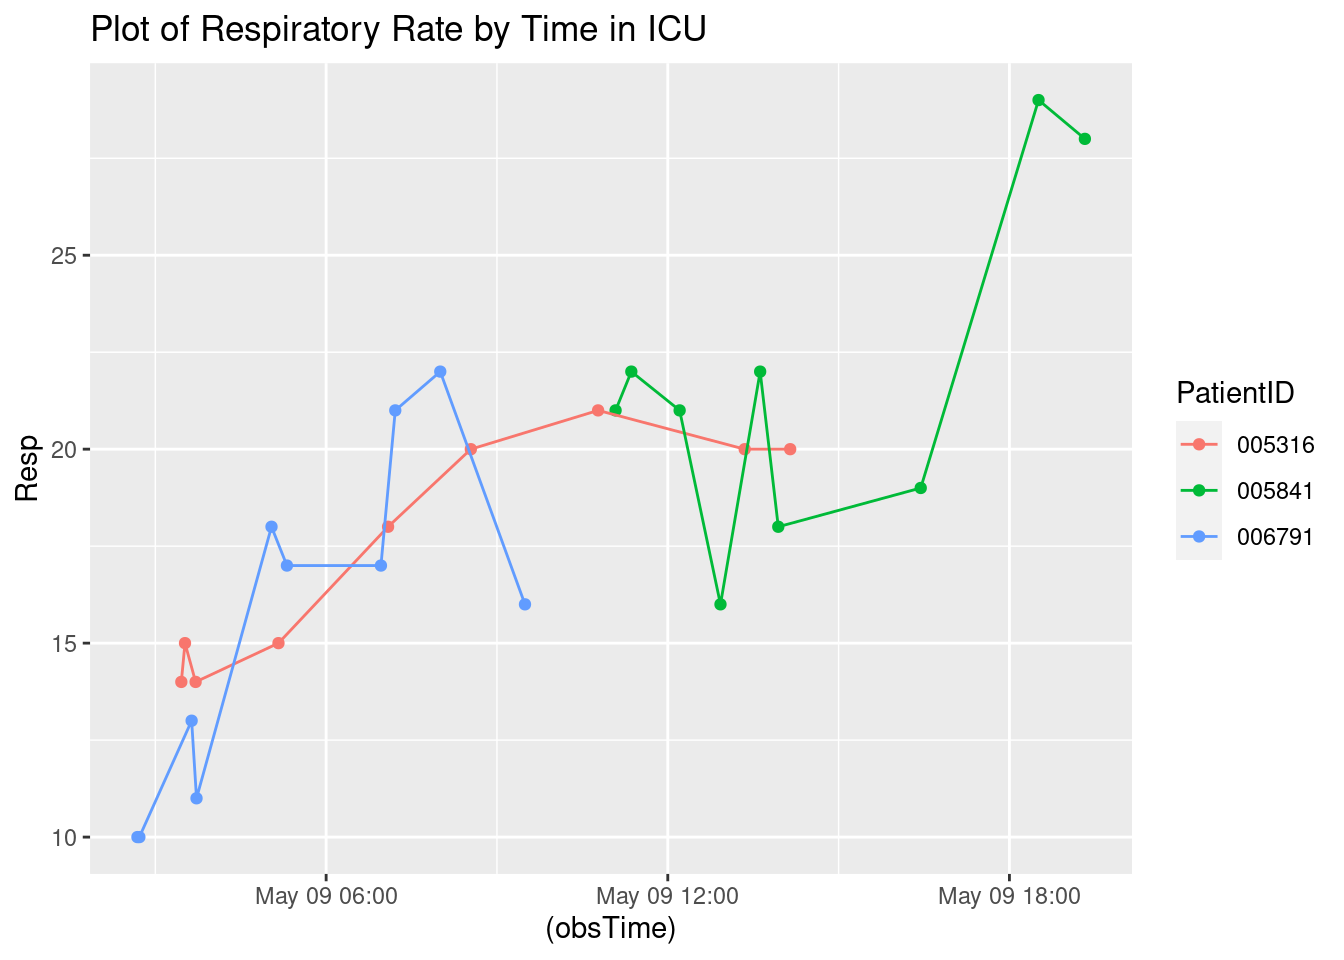 Plot of Respiratory Rate by Time in ICU
Resp
25
20
15
10
May 09 06:00
May 09 12:00
May 09 18:00
(obsTime)
PatientID
005316
005841
006791